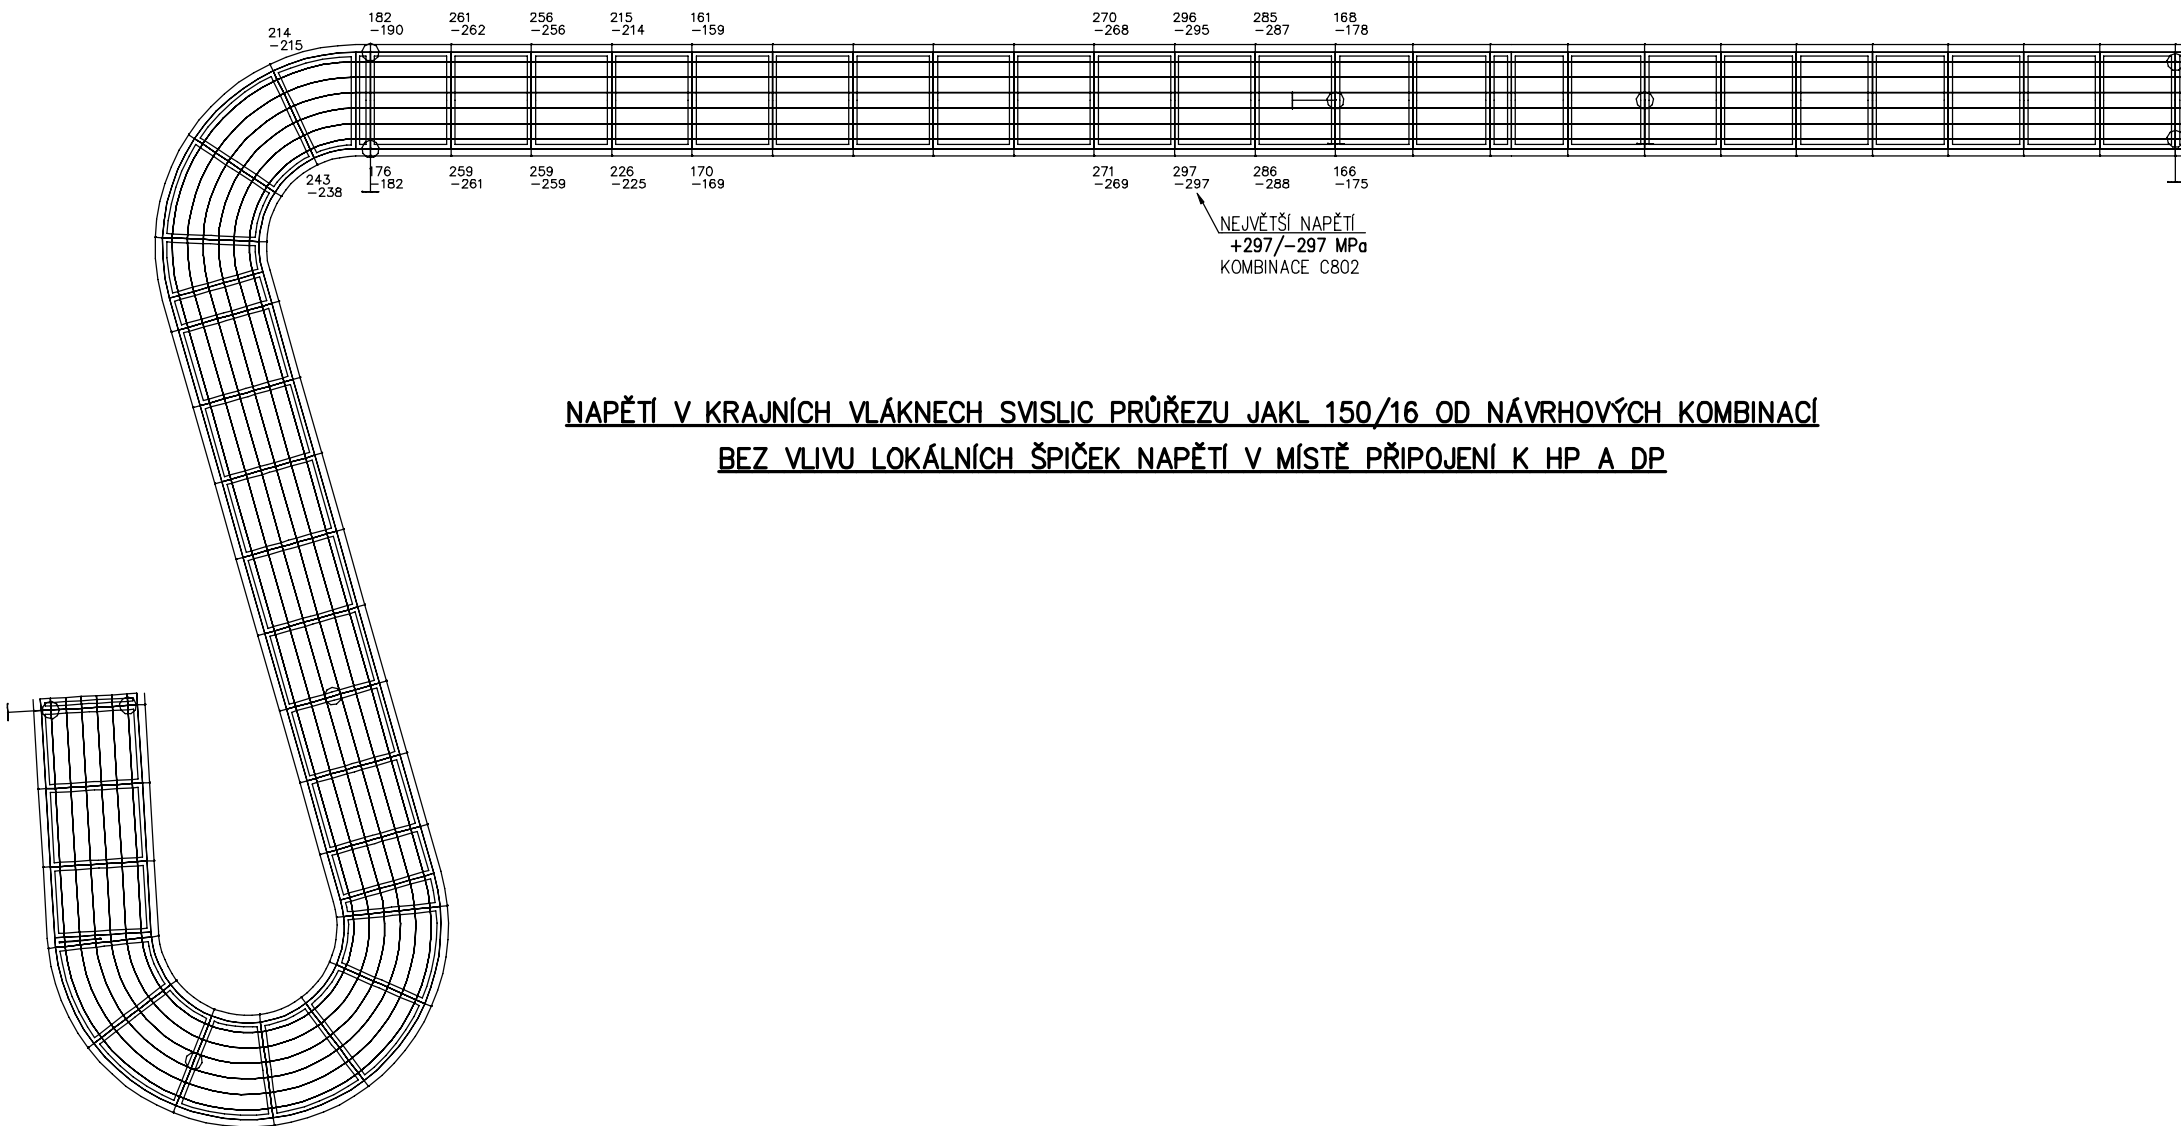 182 261 256 215 161 270 296 285 168
-190 -262 -256 -214 -159 -268 -295 -287 -178
214
-215
176 259 259 226 170 271 297 286 166
-182 -261 -259 -225 -169 -269 -297 -288 -175
243
-238
NEJVĚTŠÍ NAPĚTÍ
+297/-297 MPa
KOMBINACE C802
NAPĚTÍ V KRAJNÍCH VLÁKNECH SVISLIC PRŮŘEZU JAKL 150/16 OD NÁVRHOVÝCH KOMBINACÍ
BEZ VLIVU LOKÁLNÍCH ŠPIČEK NAPĚTÍ V MÍSTĚ PŘIPOJENÍ K HP A DP